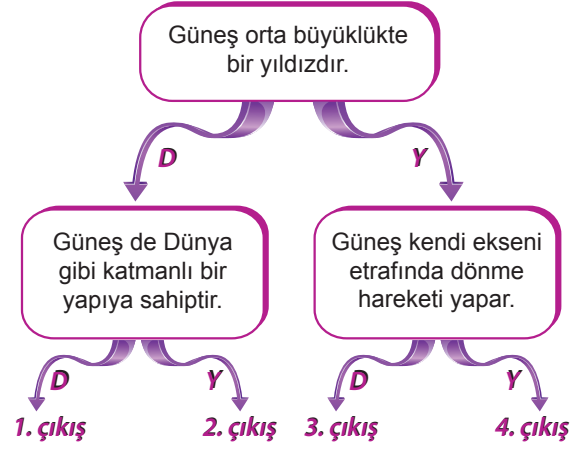 Güneş orta büyüklükte
bir yıldızdır.
D
Y
Güneş de Dünya
gibi katmanlı bir
yapıya sahiptir.
Güneş kendi ekseni
etrafında dönme
hareketi yapar.
D
Y
D
Y
1. çıkış
2. çıkış
3. çıkış
4. çıkış